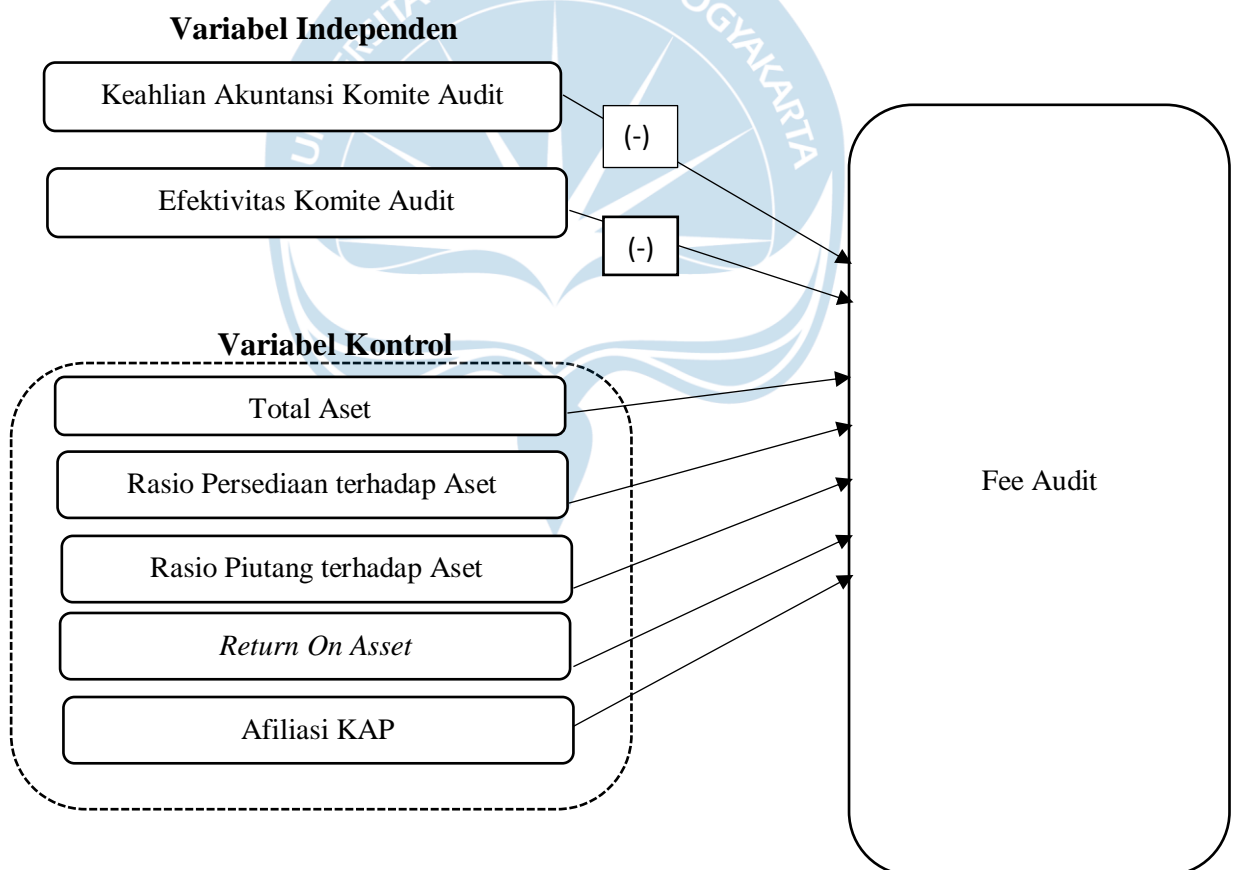 Variabel Independen
Keahlian Akuntansi Komite Audit
(-)
Efektivitas Komite Audit
(-)
Variabel Kontrol
Total Aset
Rasio Persediaan terhadap Aset
Rasio Piutang terhadap Aset
Return On Asset
Afiliasi KAP
Fee Audit